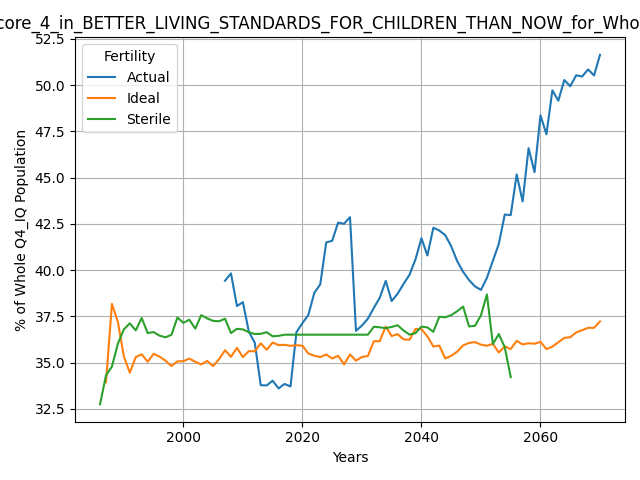 core_4_in_BETTER_LIVING_STANDARDS_FOR_CHILDREN_THAN_NOW_for_Who
52.5
50.0
47.5
45.0
42.5
40.0
37.5
35.0
32.5
% of Whole Q4_IQ Population
Fertility
Actual
Ideal
Sterile
2000
2020
2040
2060
Years